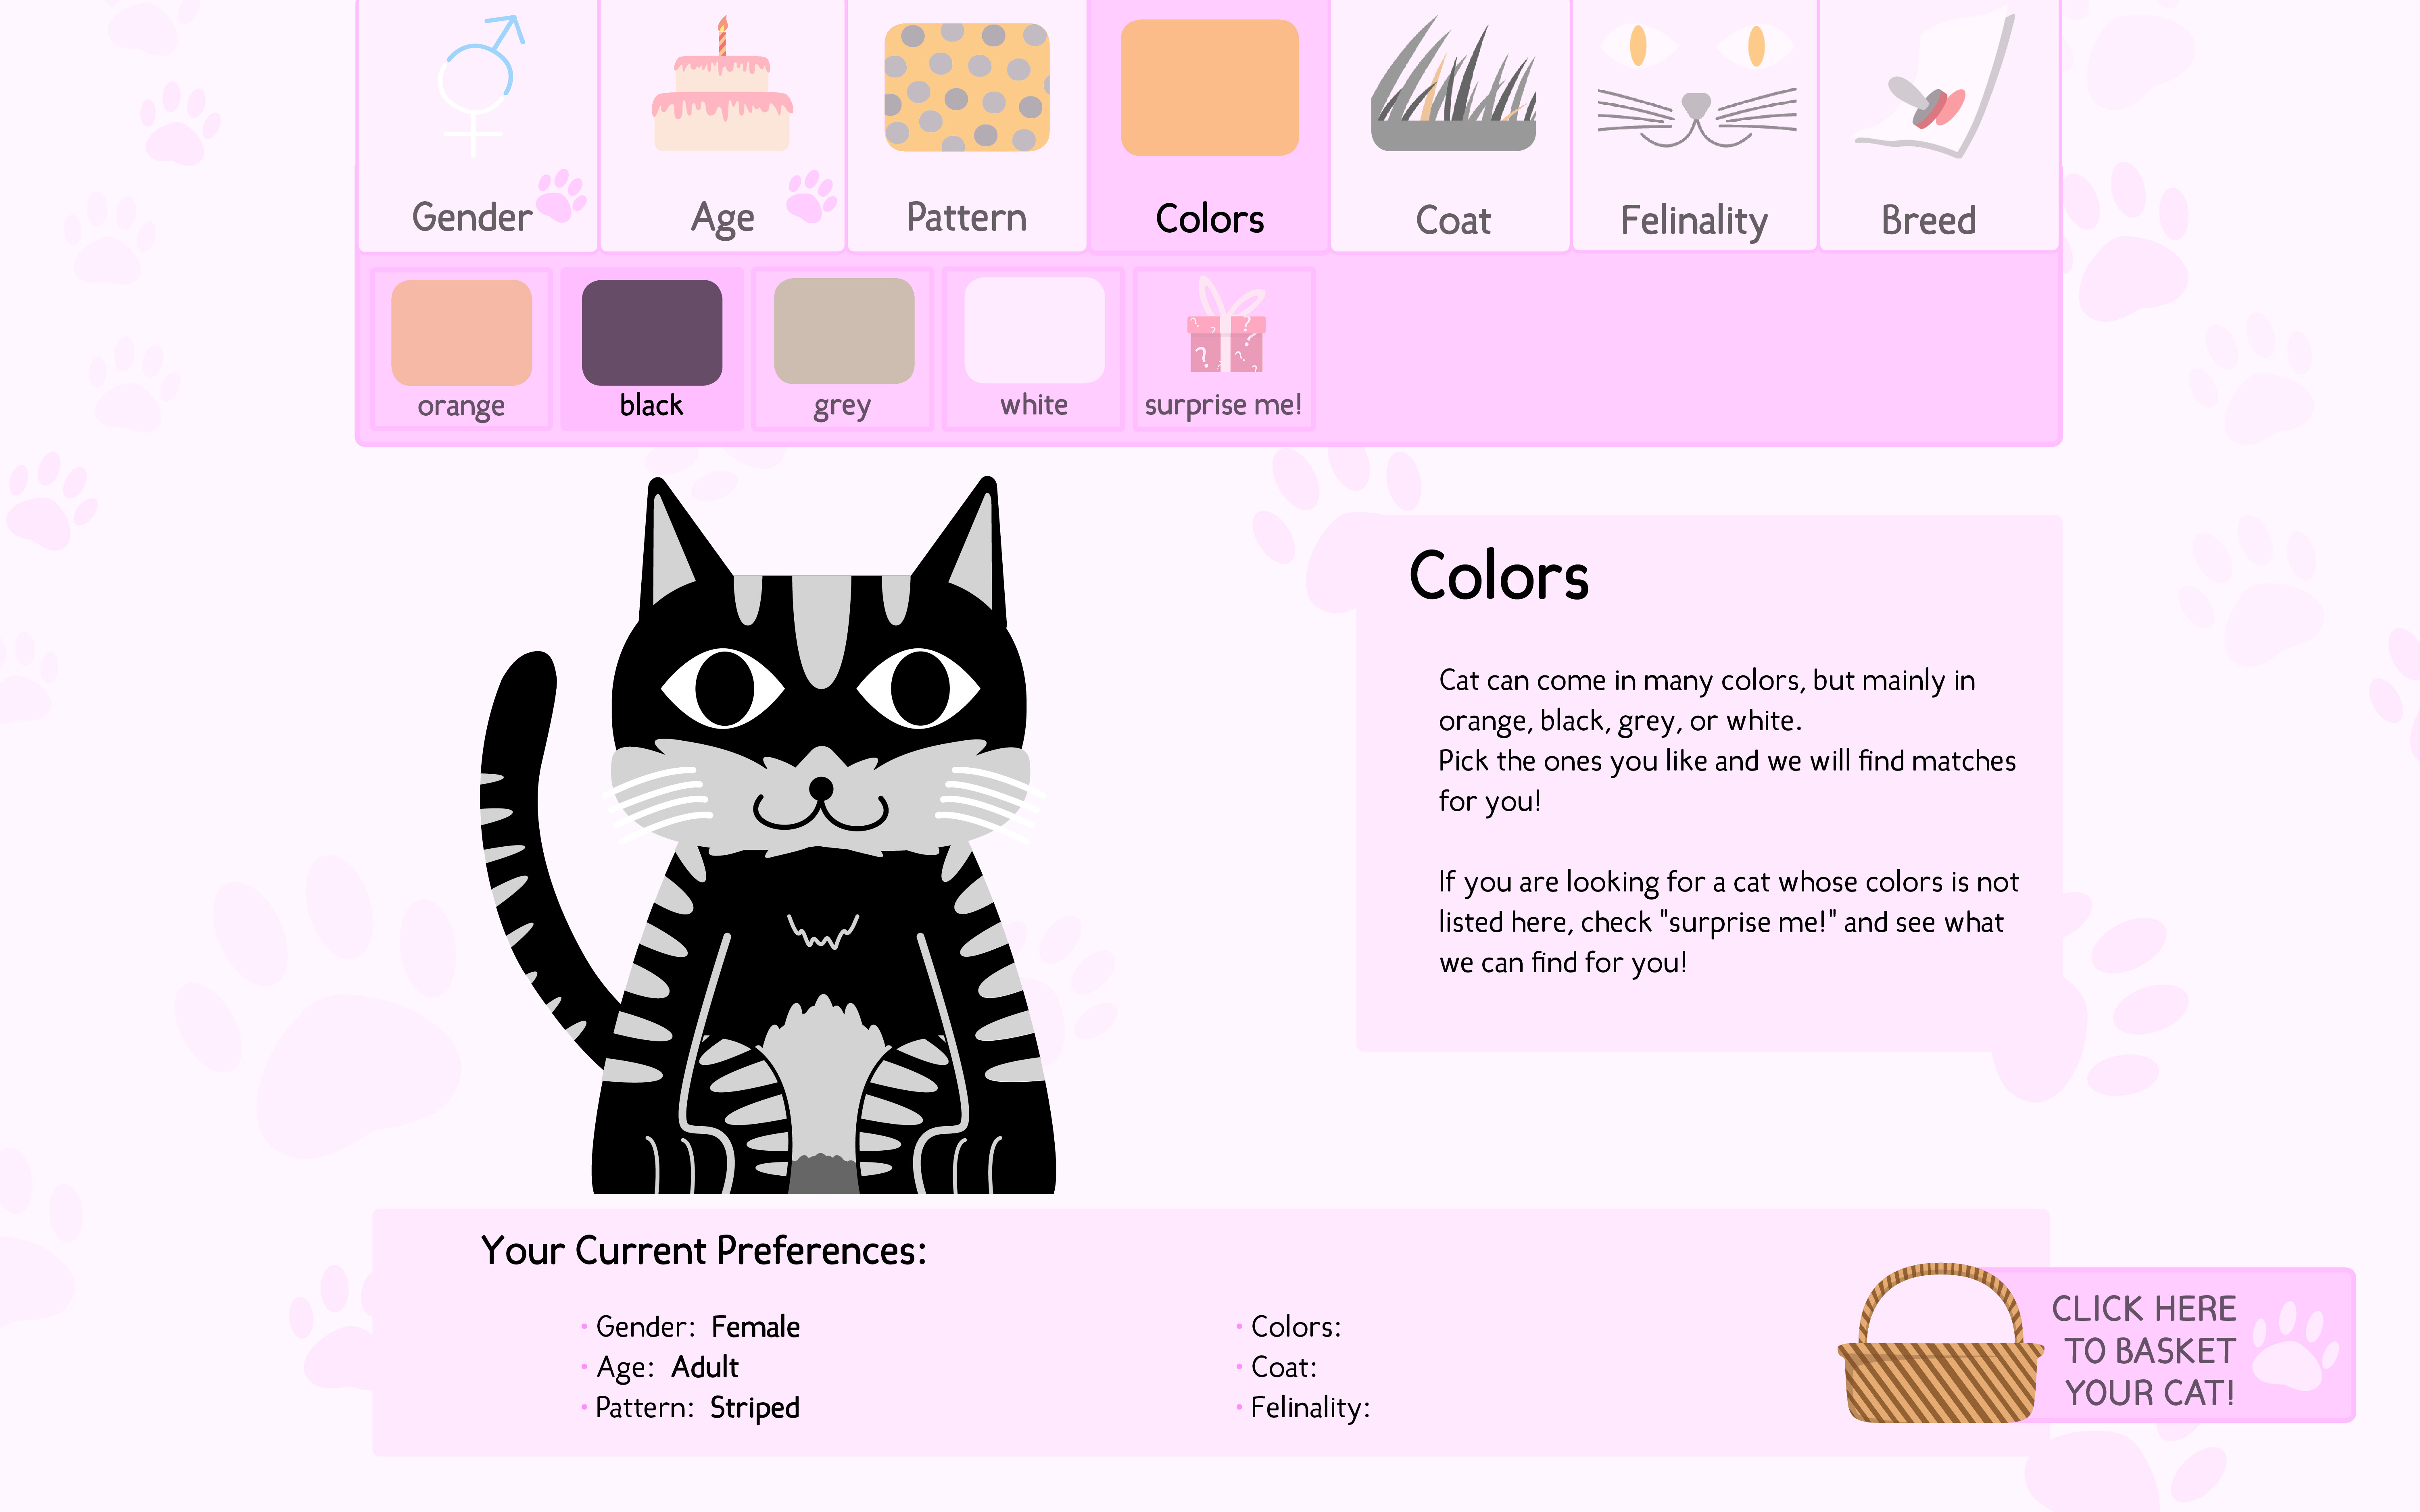 Gender
Age
Pattern
Colors
Coat
Felinality
Breed
orange
black
grey
white
surprise me!
Colors
Cat can come in many colors, but mainly in
orange, black, grey, or white.
Pick the ones you like and we will find matches
for you!
If you are looking for a cat whose colors is not
listed here, check "surprise me!" and see what
we can find for you!
Your Current Preferences:
• Gender: Female
• Age: Adult
• Pattern: Striped
• Colors:
• Coat:
• Felinality:
CLICK HERE
TO BASKET
YOUR CAT!